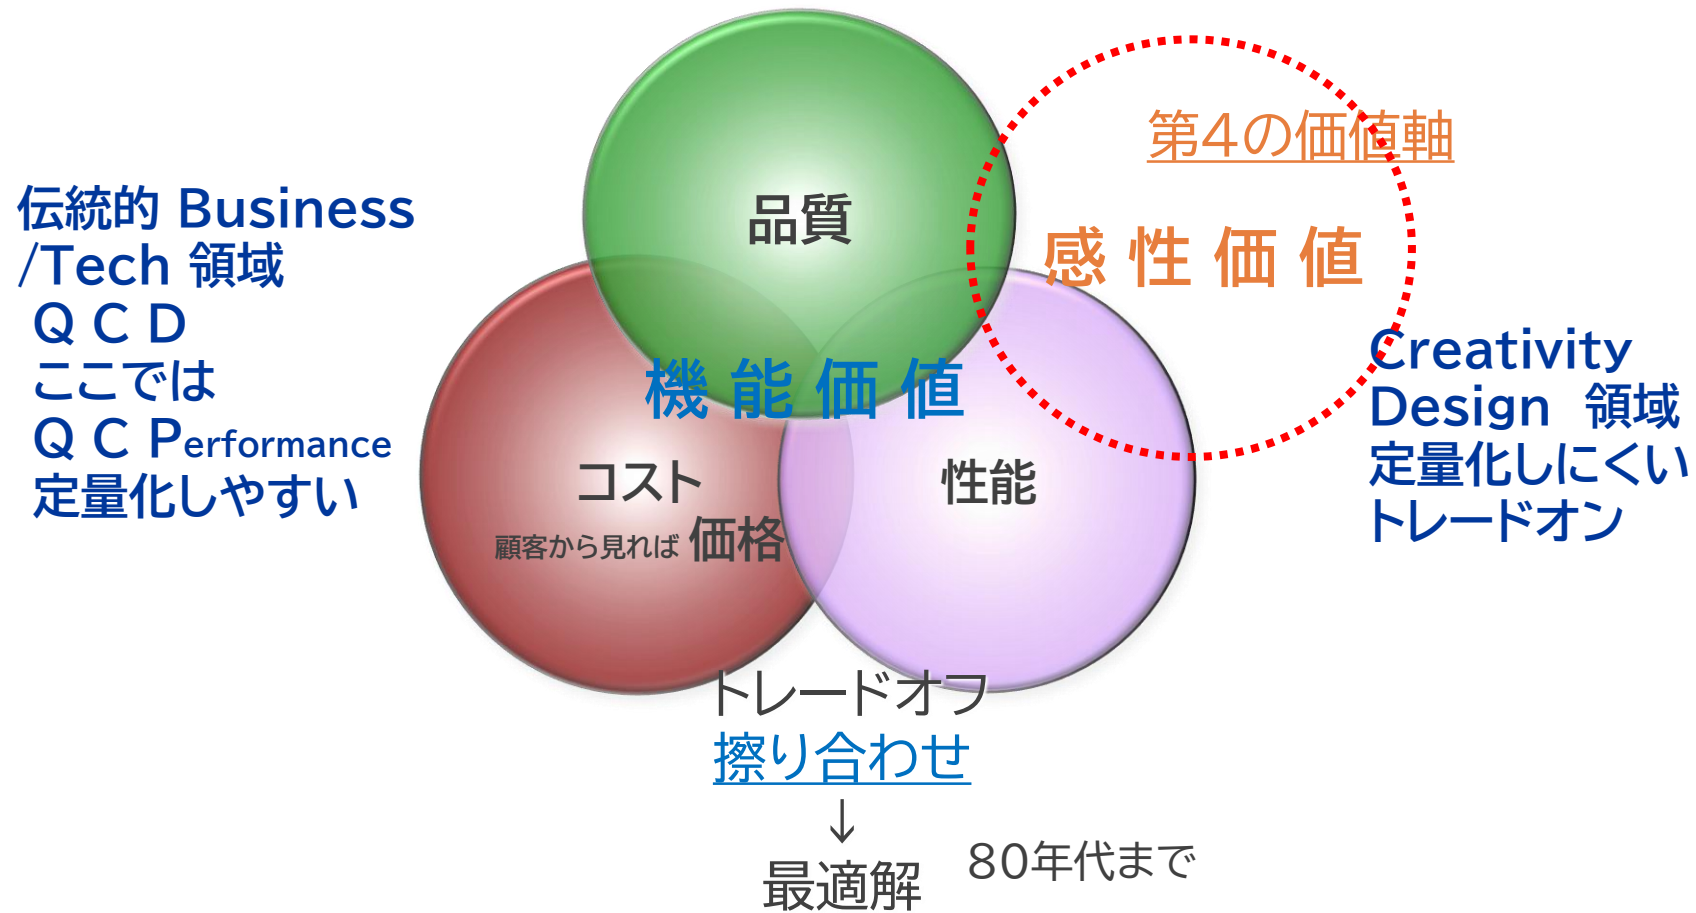 伝統的 Business
/Tech 領域
Q C D
ここでは
Q C Performance
定量化しやすい
品質
機 能 価 値
コスト
顧客から見れば 価格
性能
第4の価値軸
感 性 価 値
Creativity
Design 領域
定量化しにくい
トレードオン
トレードオフ
擦り合わせ
↓
最適解
80年代まで